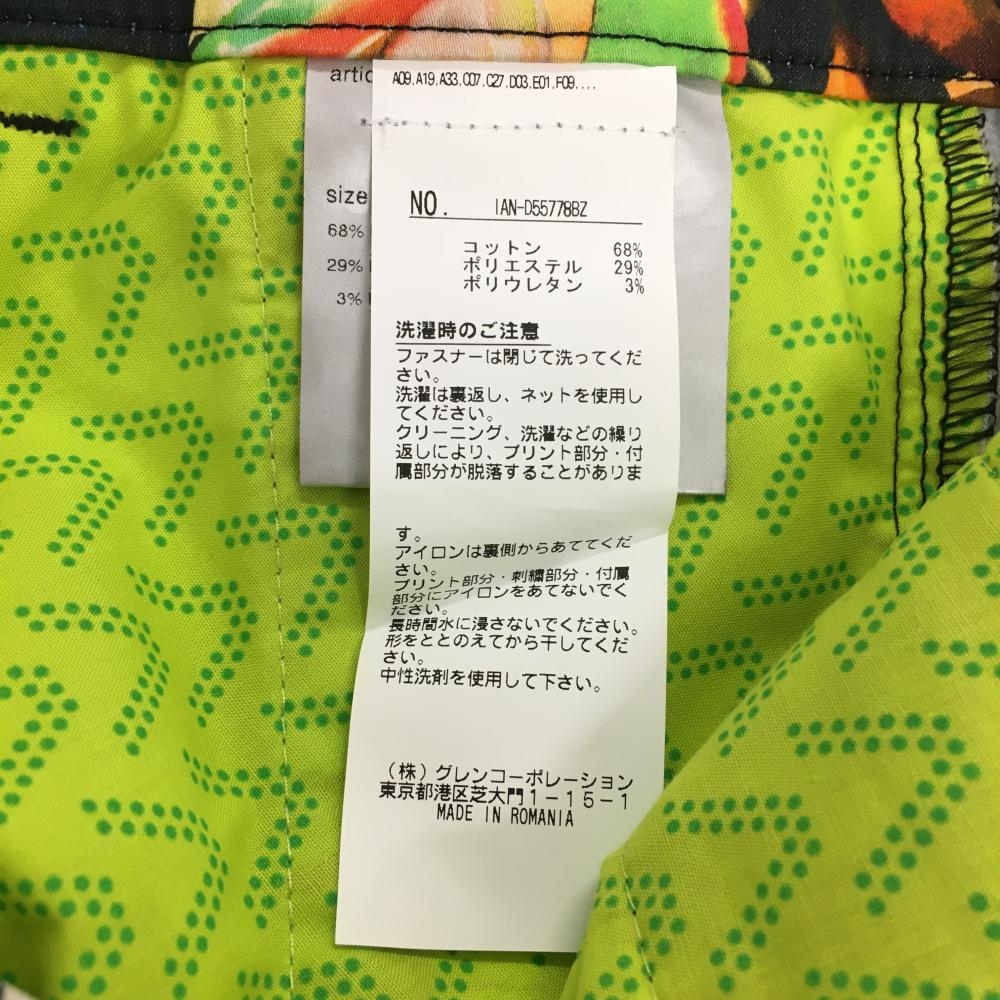 artic
A09,A19,A33,C07,C27,D03,E01,F09,...
size
68%
29%
3%
NO. IAN-D55778BZ
コットン 68%
ポリエステル 29%
ポリウレタン 3%
洗濯時のご注意
ファスナーは閉じて洗ってくだ
さい。
洗濯は裏返し、ネットを使用し
てください。
クリーニング、洗濯などの繰り
返しにより、プリント部分・付
属部分が脱落することがありま
す。
アイロンは裏側からあててくだ
さい。
プリント部分・刺繍部分・付属
部分にアイロンをあてないでく
ださい。
長時間水に浸さないでください。
形をととのえてから干してくだ
さい。
中性洗剤を使用して下さい。
(株)グレンコーポレーション
東京都港区芝大門1-15-1
MADE IN ROMANIA